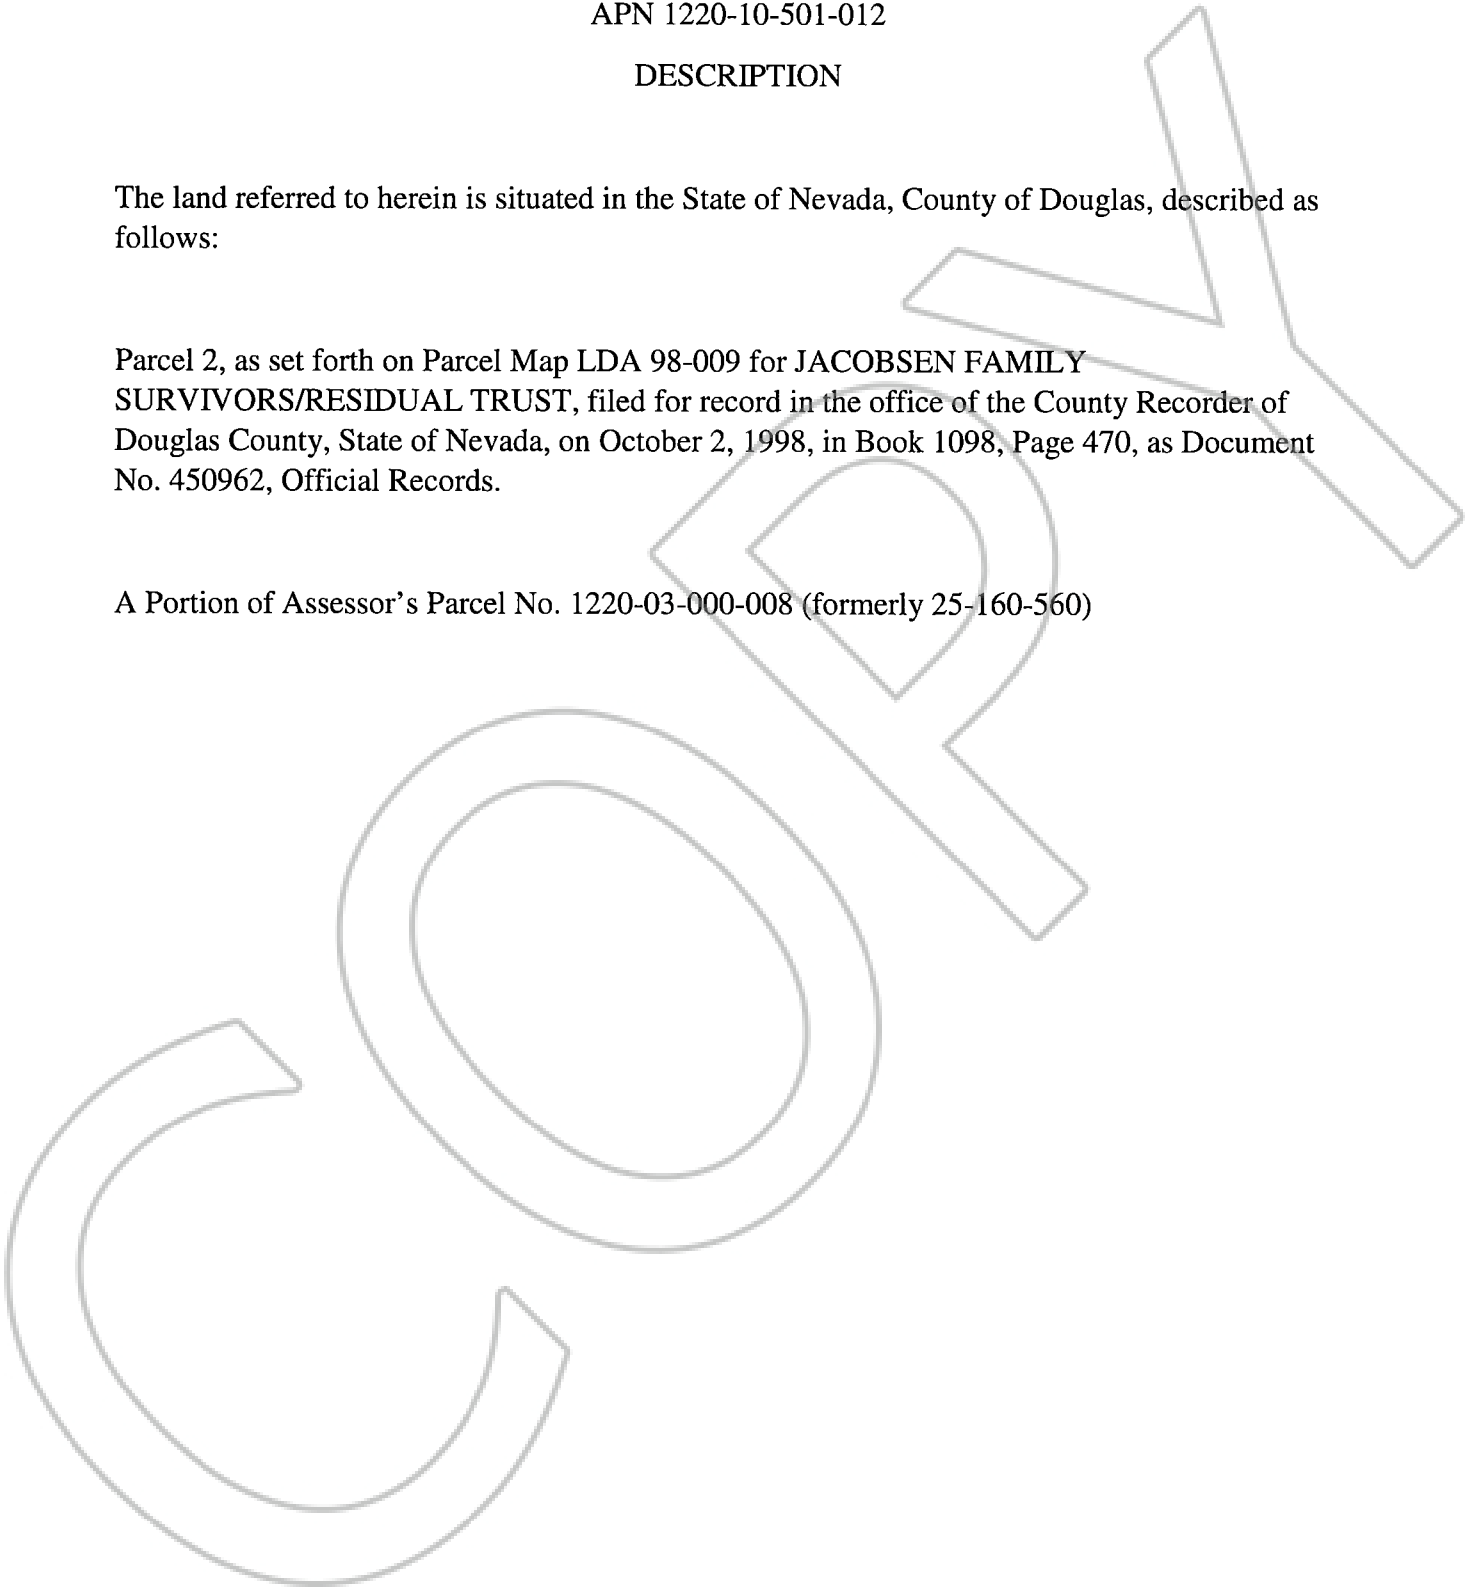 APN 1220-10-501-012
DESCRIPTION
The land referred to herein is situated in the State of Nevada, County of Douglas, described as
follows:
Parcel 2, as set forth on Parcel Map LDA 98-009 for JACOBSEN FAMILY
SURVIVORS/RESIDUAL TRUST, filed for record in the office of the County Recorder of
Douglas County, State of Nevada, on October 2, 1998, in Book 1098, Page 470, as Document
No. 450962, Official Records.
A Portion of Assessor's Parcel No. 1220-03-000-008 (formerly 25-160-560)
COPY